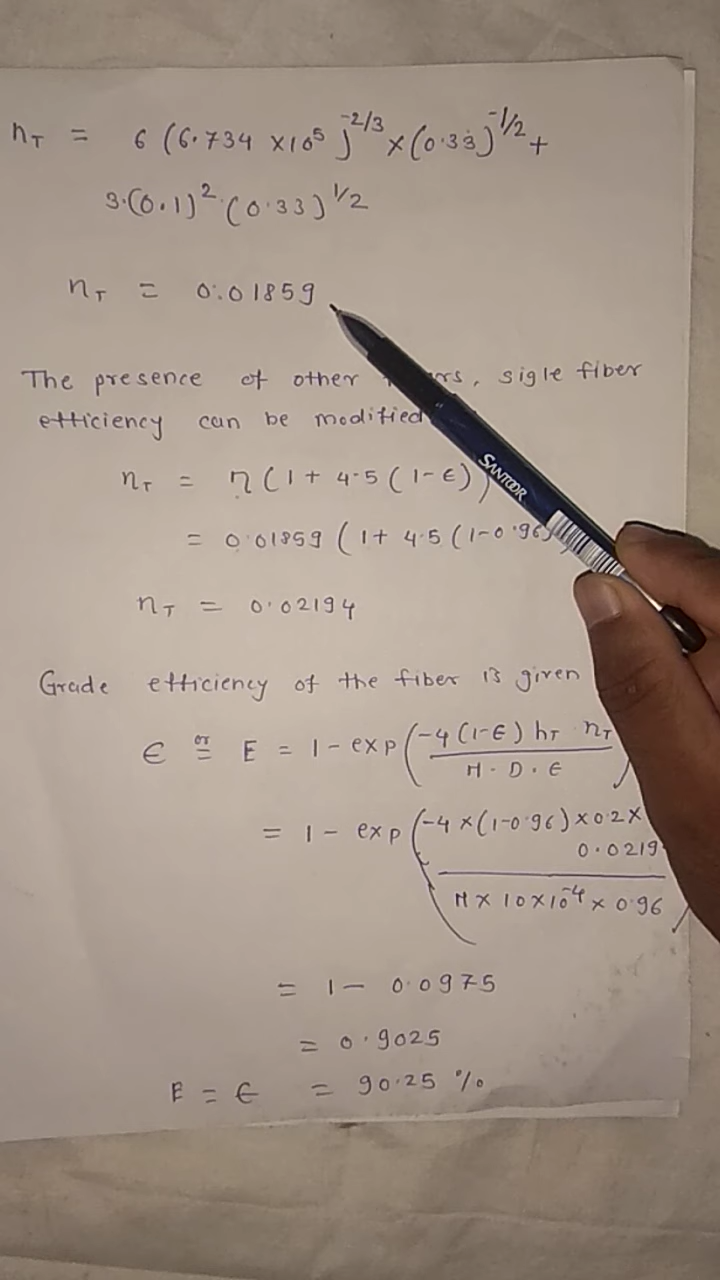 nT = 6 (6.734 × 10⁵)^-2/3 × (0.33)^-1/2 +
3.(0.1)² (0.33)^1/2
nT = 0.01859
The presence of other , sigle fiber
efficiency can be modified
nT = η (1 + 4.5 (1-ε))
= 0.01859 (1 + 4.5 (1-0.96)
SANTOOR
nT = 0.02194
Grade efficiency of the fiber is given
ε or = E = 1 - exp (-4 (1-ε) hT · nT / π · D · ε)
= 1 - exp (-4 × (1-0.96) × 0.2 ×
0.0219
/ π × 10 × 10^-4 × 0.96)
= 1 - 0.0975
= 0.9025
E = ε = 90.25 %